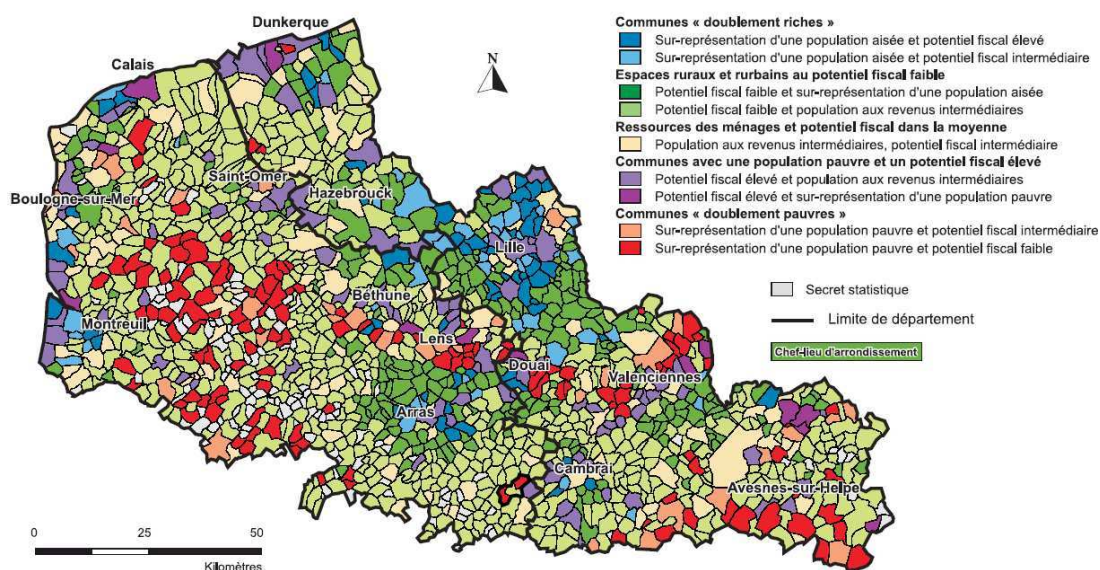 Communes « doublement riches »
Sur-représentation d'une population aisée et potentiel fiscal élevé
Sur-représentation d'une population aisée et potentiel fiscal intermédiaire
Espaces ruraux et rurbains au potentiel fiscal faible
Potentiel fiscal faible et sur-représentation d'une population aisée
Potentiel fiscal faible et population aux revenus intermédiaires
Ressources des ménages et potentiel fiscal dans la moyenne
Population aux revenus intermédiaires, potentiel fiscal intermédiaire
Communes avec une population pauvre et un potentiel fiscal élevé
Potentiel fiscal élevé et population aux revenus intermédiaires
Potentiel fiscal élevé et sur-représentation d'une population pauvre
Communes « doublement pauvres »
Sur-représentation d'une population pauvre et potentiel fiscal intermédiaire
Sur-représentation d'une population pauvre et potentiel fiscal faible
Secret statistique
Limite de département
Chef-lieu d'arrondissement
Dunkerque
Calais
N
Saint-Omer
Hazebrouck
Boulogne-sur-Mer
Lille
Béthune
Montreuil
Lens
Douai
Valenciennes
Arras
Cambrai
Avesnes-sur-Helpe
0 25 50
Kilomètres